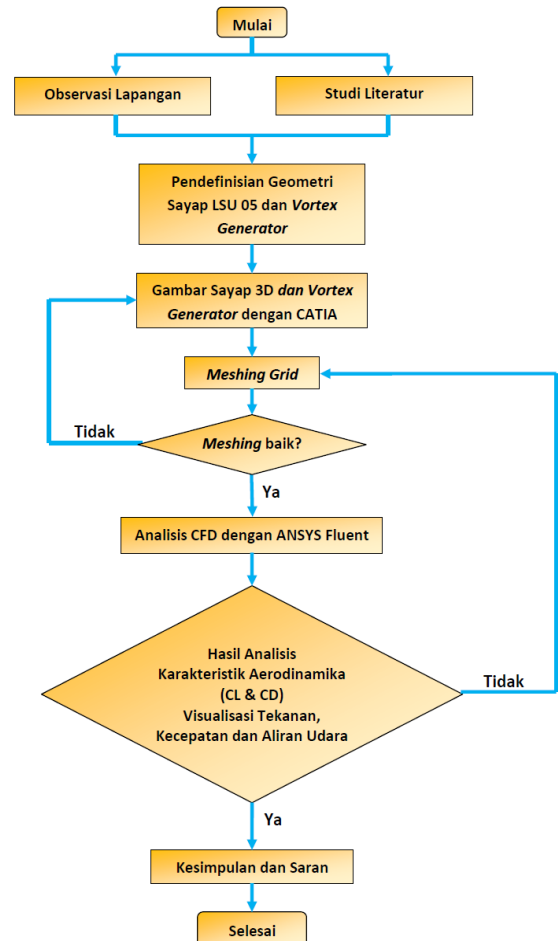 Mulai
Observasi Lapangan
Studi Literatur
Pendefinisian Geometri
Sayap LSU 05 dan Vortex
Generator
Gambar Sayap 3D dan Vortex
Generator dengan CATIA
Meshing Grid
Tidak
Meshing baik?
Ya
Analisis CFD dengan ANSYS Fluent
Hasil Analisis
Karakteristik Aerodinamika
(CL & CD)
Visualisasi Tekanan,
Kecepatan dan Aliran Udara
Tidak
Ya
Kesimpulan dan Saran
Selesai